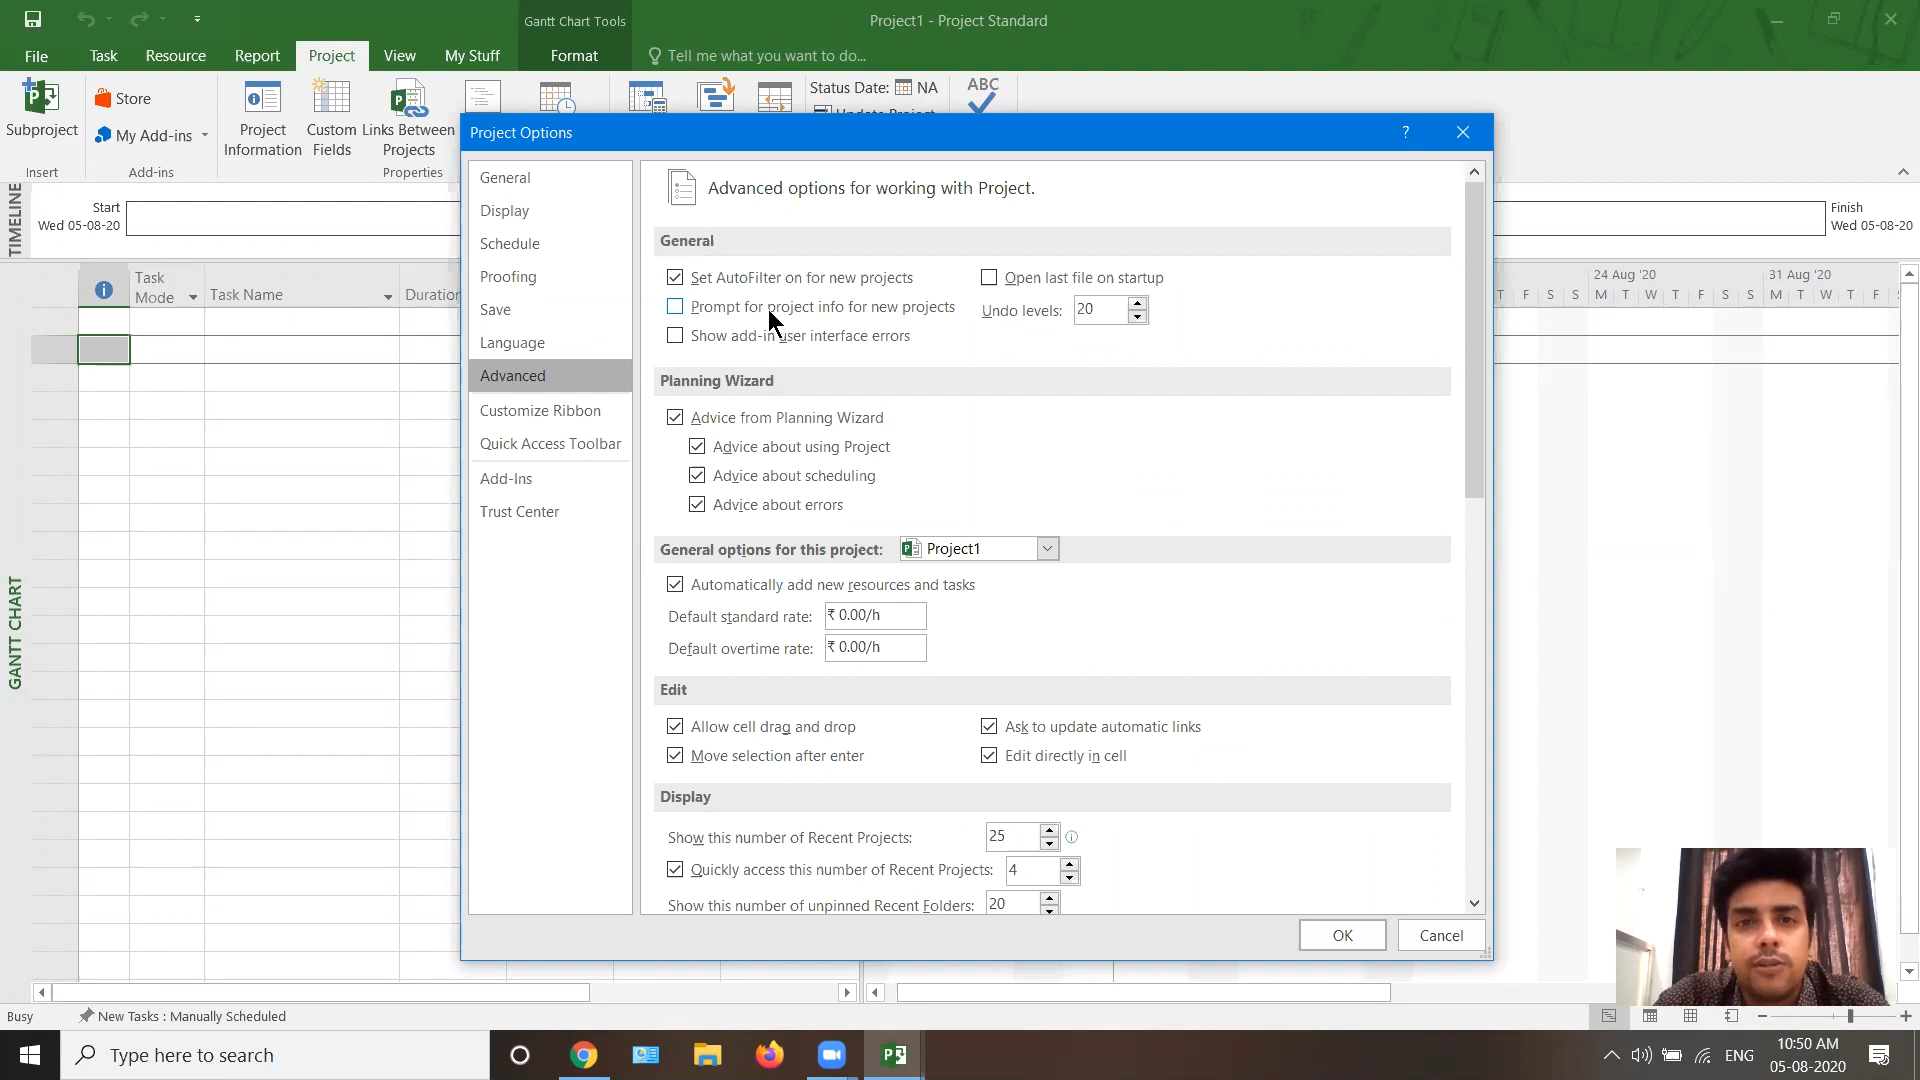 Gantt Chart Tools
Project1 - Project Standard
File Task Resource Report Project View My Stuff Format Tell me what you want to do...
Subproject
Store
My Add-ins
Project Information
Custom Fields
Links Between Projects
Status Date: NA
ABC
Insert Add-ins Properties
TIMELINE
Start
Wed 05-08-20
Finish
Wed 05-08-20
Task Mode Task Name Duration
24 Aug '20 31 Aug '20
T F S S M T W T F S S M T W T F
GANTT CHART
Project Options ?
General
Display
Schedule
Proofing
Save
Language
Advanced
Customize Ribbon
Quick Access Toolbar
Add-Ins
Trust Center
Advanced options for working with Project.
General
Set AutoFilter on for new projects
Open last file on startup
Prompt for project info for new projects
Undo levels: 20
Show add-in user interface errors
Planning Wizard
Advice from Planning Wizard
Advice about using Project
Advice about scheduling
Advice about errors
General options for this project: Project1
Automatically add new resources and tasks
Default standard rate: ₹ 0.00/h
Default overtime rate: ₹ 0.00/h
Edit
Allow cell drag and drop
Ask to update automatic links
Move selection after enter
Edit directly in cell
Display
Show this number of Recent Projects: 25
Quickly access this number of Recent Projects: 4
Show this number of unpinned Recent Folders: 20
OK Cancel
Busy New Tasks : Manually Scheduled
Type here to search
ENG
10:50 AM
05-08-2020